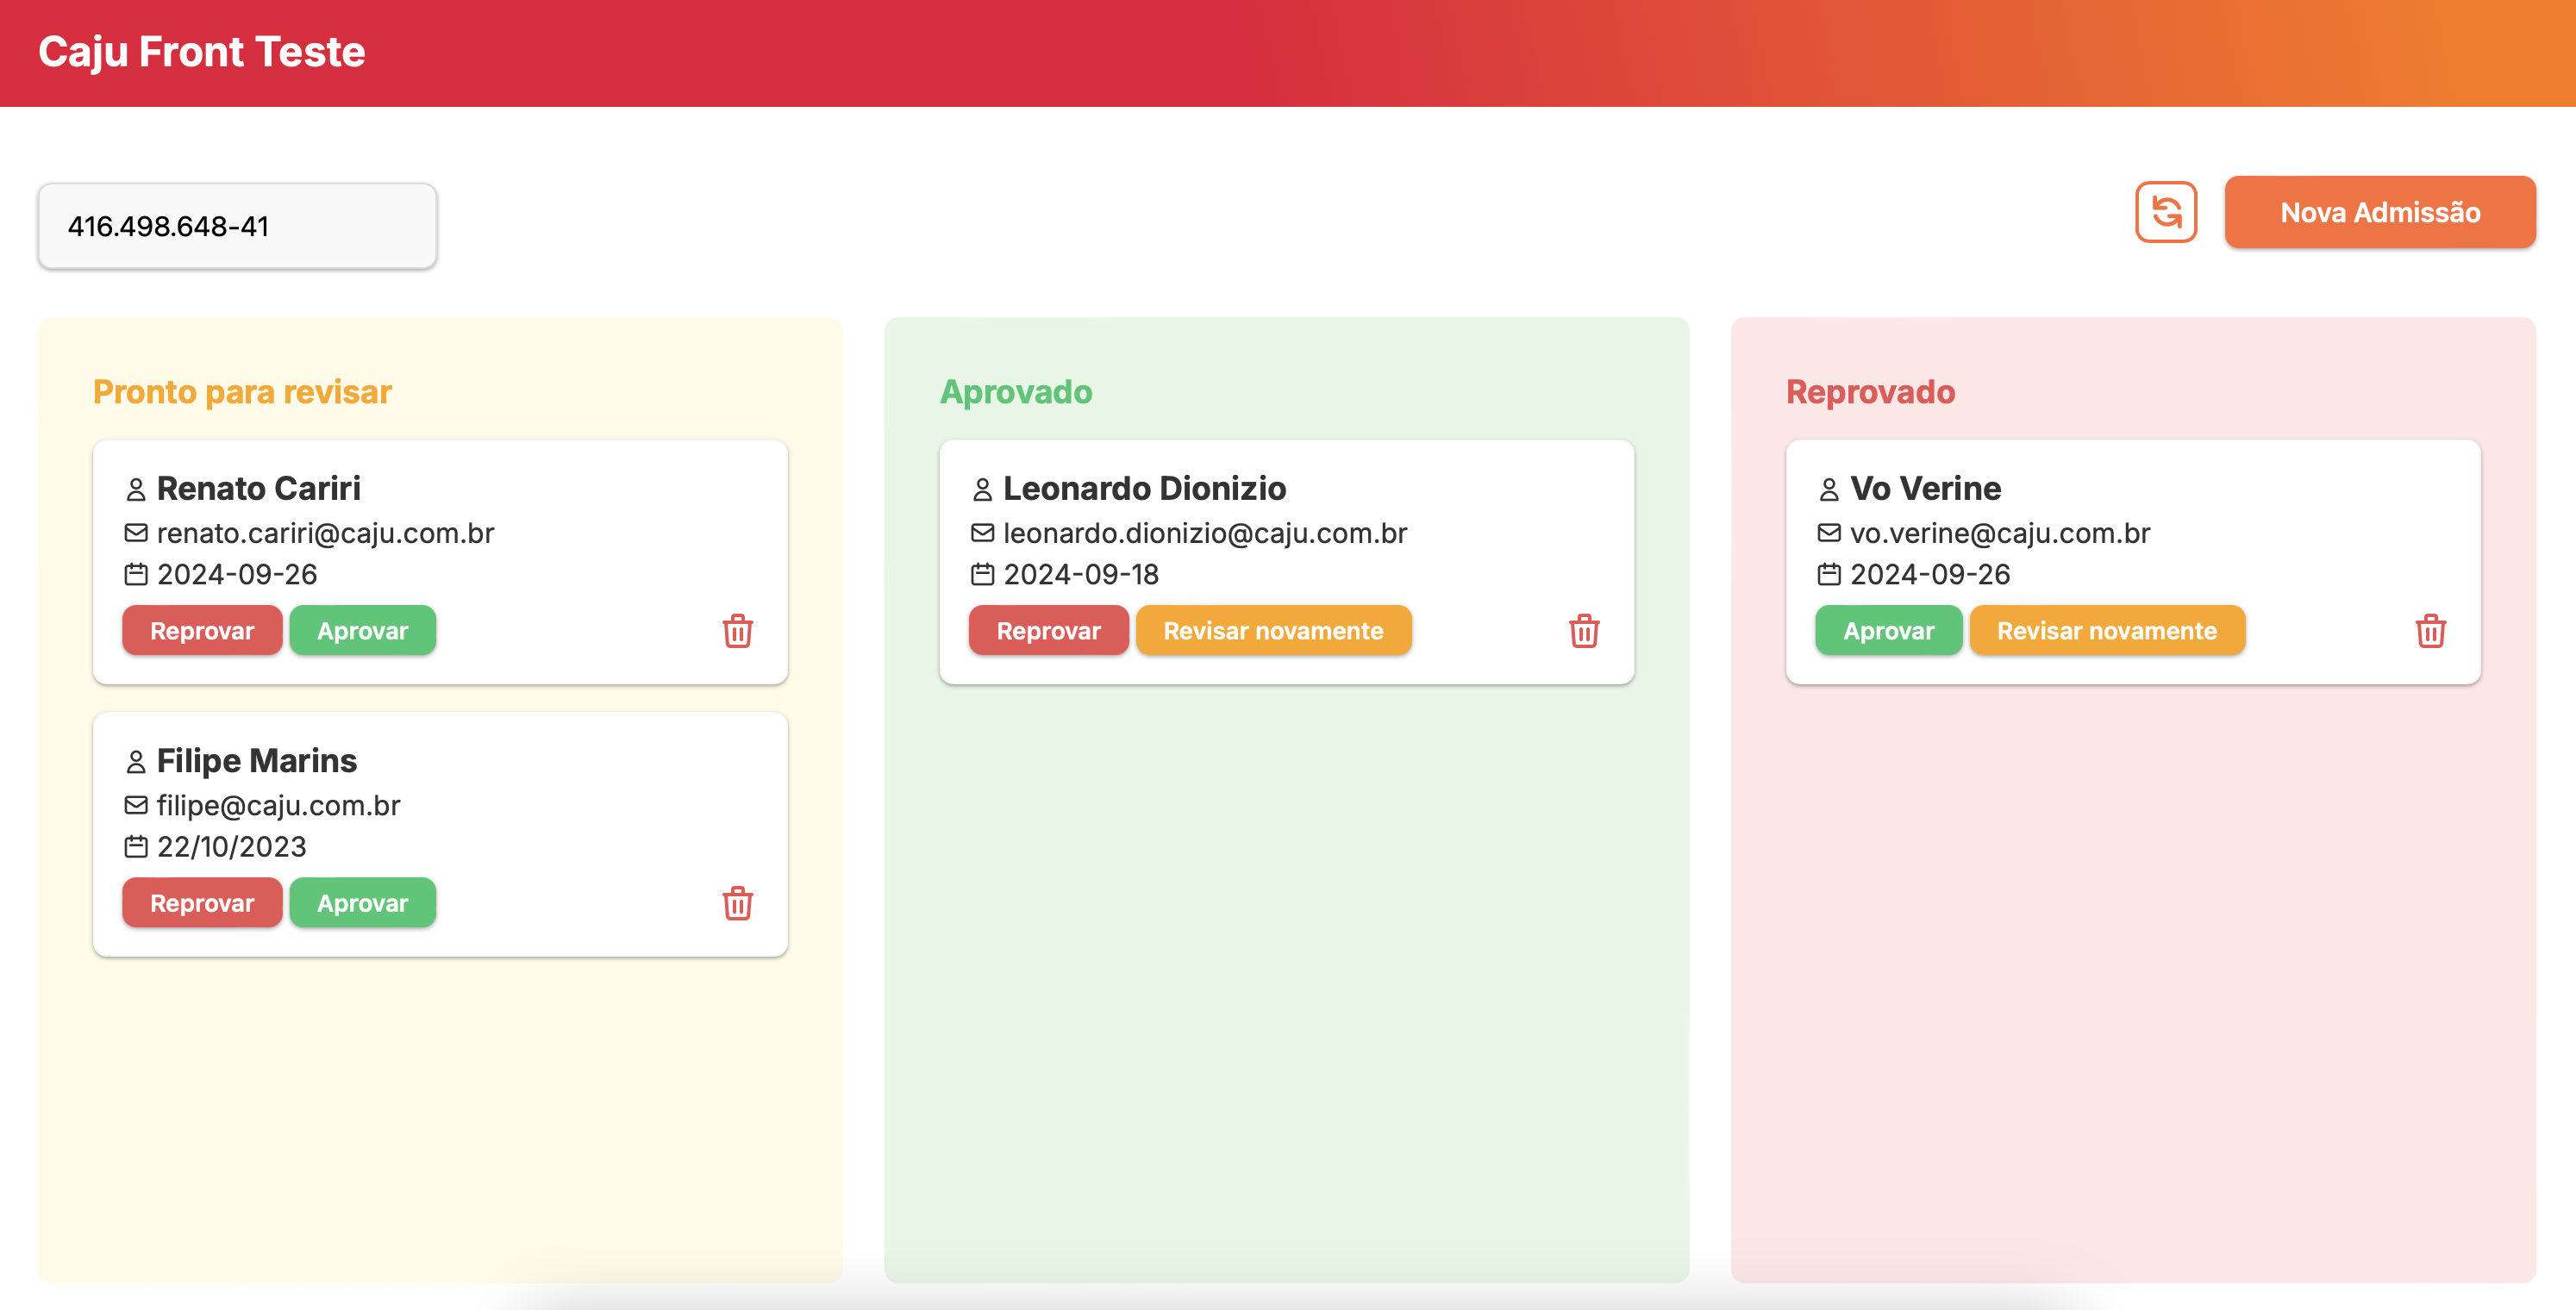 Caju Front Teste
416.498.648-41
Nova Admissão
Pronto para revisar
Renato Cariri
renato.cariri@caju.com.br
2024-09-26
Reprovar Aprovar
Filipe Marins
filipe@caju.com.br
22/10/2023
Reprovar Aprovar
Aprovado
Leonardo Dionizio
leonardo.dionizio@caju.com.br
2024-09-18
Reprovar Revisar novamente
Reprovado
Vo Verine
vo.verine@caju.com.br
2024-09-26
Aprovar Revisar novamente